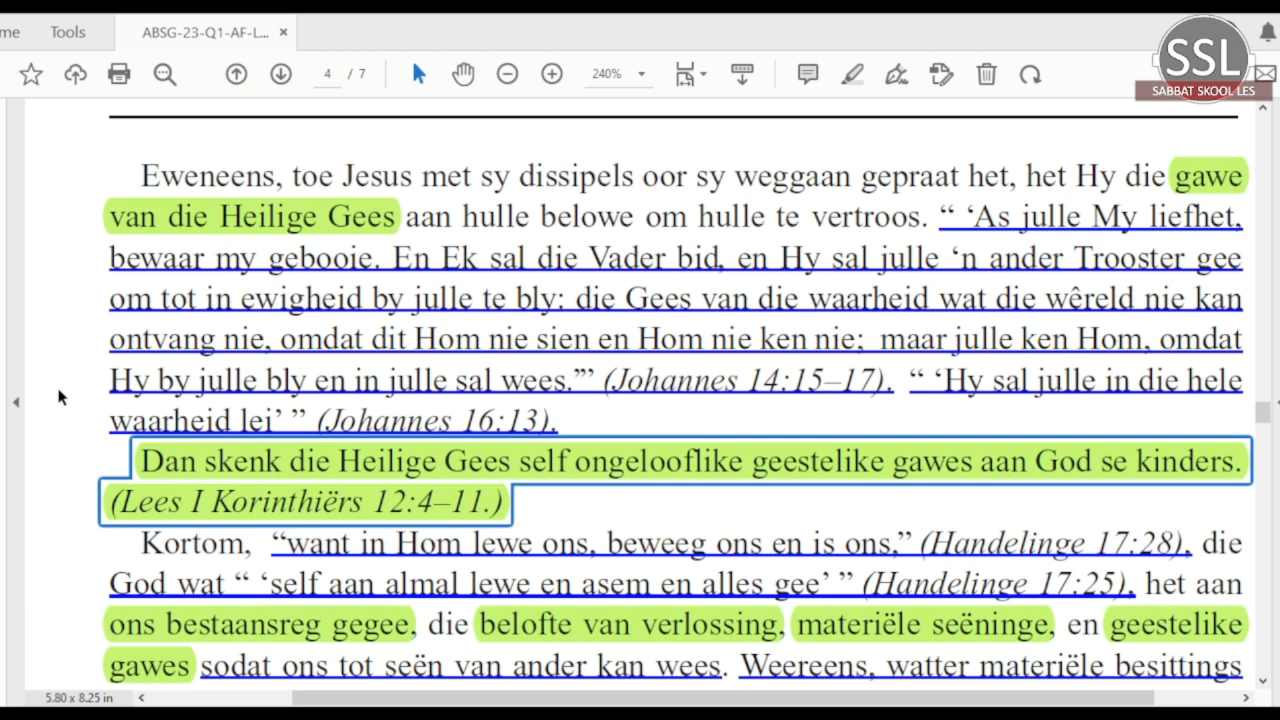 me Tools ABSG-23-Q1-AF-L... ×
SSL
SABBAT SKOOL LES
4 / 7 240%
Eweneens, toe Jesus met sy dissipels oor sy weggaan gepraat het, het Hy die gawe
van die Heilige Gees aan hulle belowe om hulle te vertroos. “ ‘As julle My liefhet,
bewaar my gebooie. En Ek sal die Vader bid, en Hy sal julle ‘n ander Trooster gee
om tot in ewigheid by julle te bly: die Gees van die waarheid wat die wêreld nie kan
ontvang nie, omdat dit Hom nie sien en Hom nie ken nie; maar julle ken Hom, omdat
Hy by julle bly en in julle sal wees.”’ (Johannes 14:15–17). “ ‘Hy sal julle in die hele
waarheid lei’ ” (Johannes 16:13).
Dan skenk die Heilige Gees self ongelooflike geestelike gawes aan God se kinders.
(Lees I Korinthiërs 12:4–11.)
Kortom, “want in Hom lewe ons, beweeg ons en is ons,” (Handelinge 17:28), die
God wat “ ‘self aan almal lewe en asem en alles gee’ ” (Handelinge 17:25), het aan
ons bestaansreg gegee, die belofte van verlossing, materiële seëninge, en geestelike
gawes sodat ons tot seën van ander kan wees. Weereens, watter materiële besittings
5.80 x 8.25 in